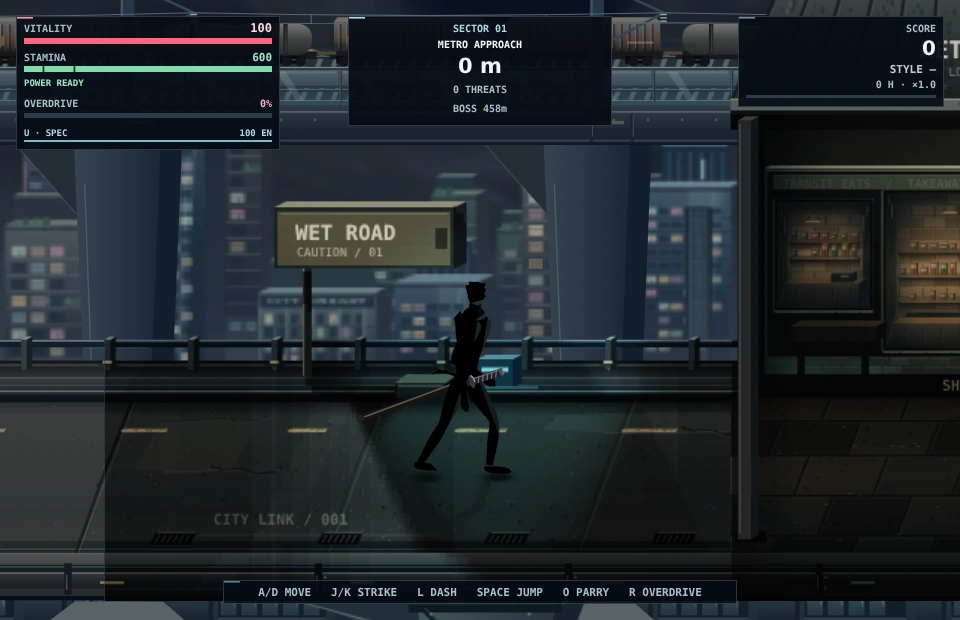 VITALITY 100
STAMINA 600
POWER READY
OVERDRIVE 0%
U · SPEC 100 EN
SECTOR 01
METRO APPROACH
0 m
0 THREATS
BOSS 458m
SCORE
0
STYLE —
0 H · ×1.0
TRANSIT EATS / TAKEAWA
WET ROAD
CAUTION / 01
SH
CITY LINK / 001
A/D MOVE J/K STRIKE L DASH SPACE JUMP O PARRY R OVERDRIVE